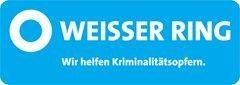 WEISSER RING
Wir helfen Kriminalitätsopfern.